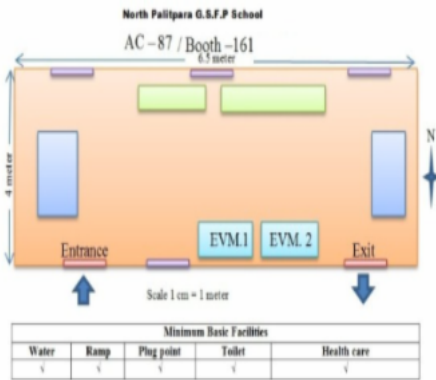 North Palitpara G.S.F.P School
AC -87 / Booth -161
6.5 meter
4 meter
N
EVM.1
EVM. 2
Entrance
Exit
Scale 1 cm = 1 meter
Minimum Basic Facilities
Water Ramp Plug point Toilet Health care
√ √ √ √ √